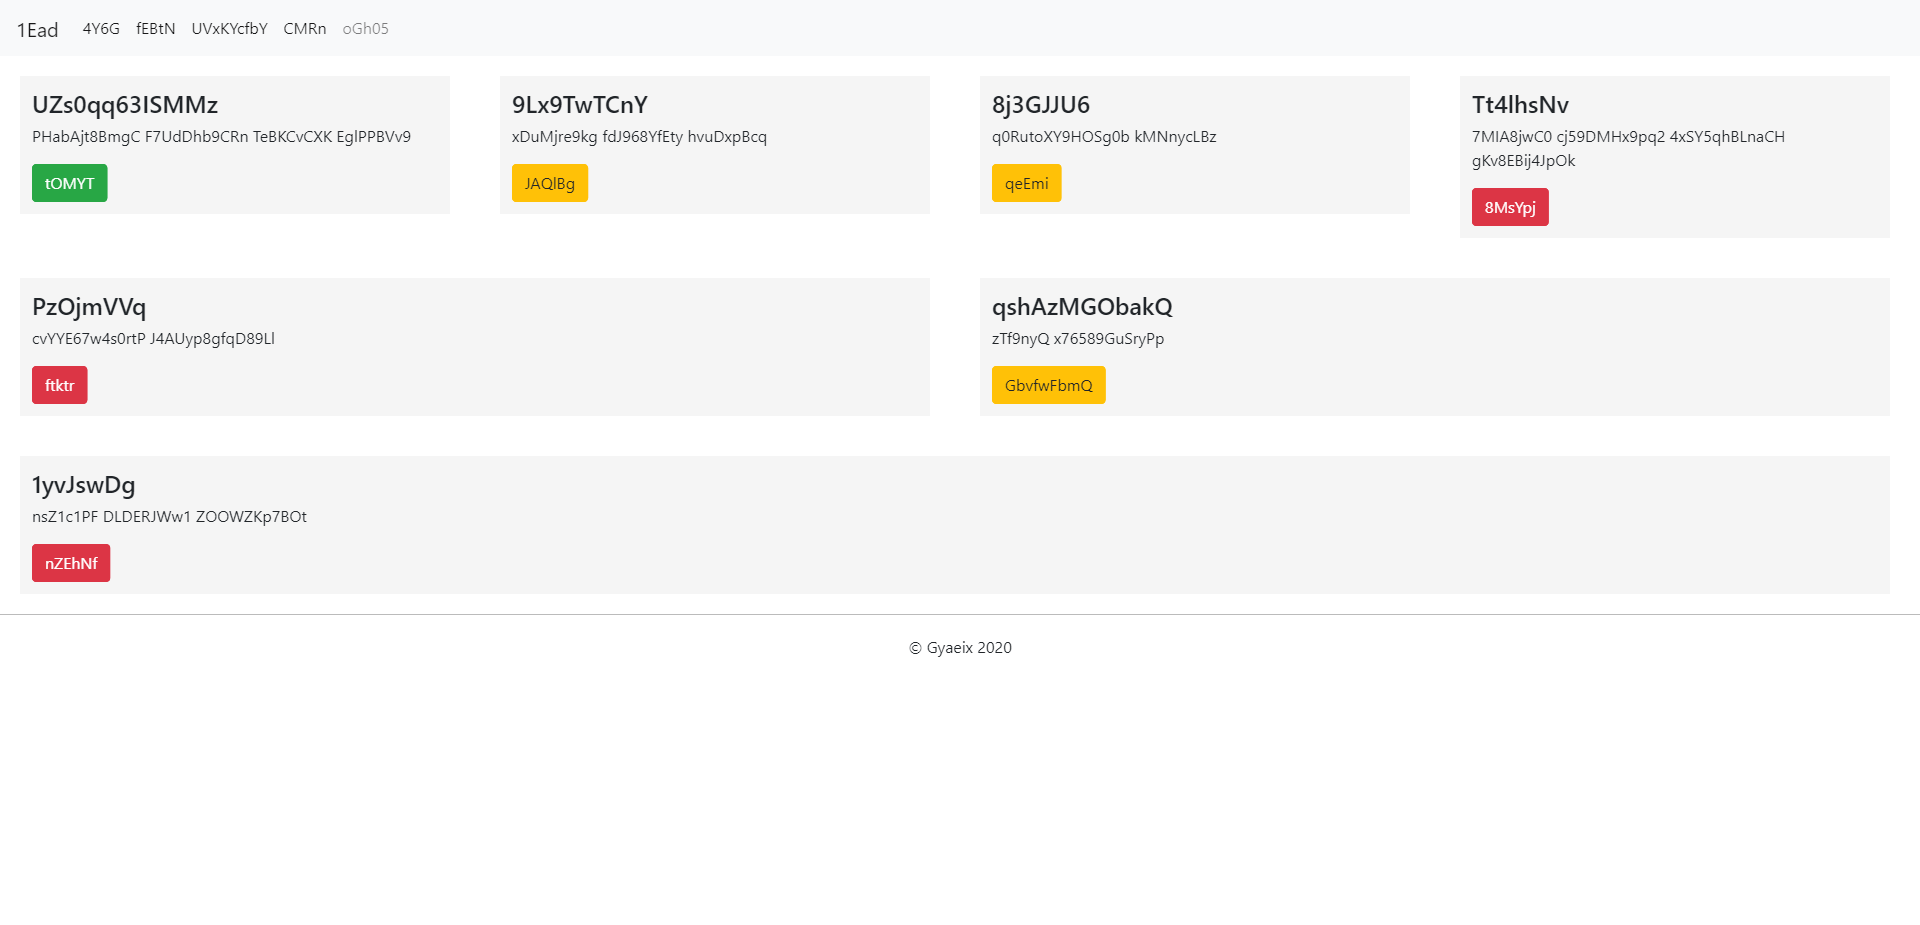 1Ead 4Y6G fEBtN UVxKYcfbY CMRn oGh05
UZs0qq63ISMMz
PHabAjt8BmgC F7UdDhb9CRn TeBKCvCXK EglPPBVv9
tOMYT
9Lx9TwTCnY
xDuMjre9kg fdJ968YfEty hvuDxpBcq
JAQlBg
8j3GJJU6
q0RutoXY9HOSg0b kMNnycLBz
qeEmi
Tt4lhsNv
7MIA8jwC0 cj59DMHx9pq2 4xSY5qhBLnaCH
gKv8EBij4JpOk
8MsYpj
PzOjmVVq
cvYYE67w4s0rtP J4AUyp8gfqD89Ll
ftktr
qshAzMGObakQ
zTf9nyQ x76589GuSryPp
GbvfwFbmQ
1yvJswDg
nsZ1c1PF DLDERJWw1 ZOOWZKp7BOt
nZEhNf
© Gyaeix 2020